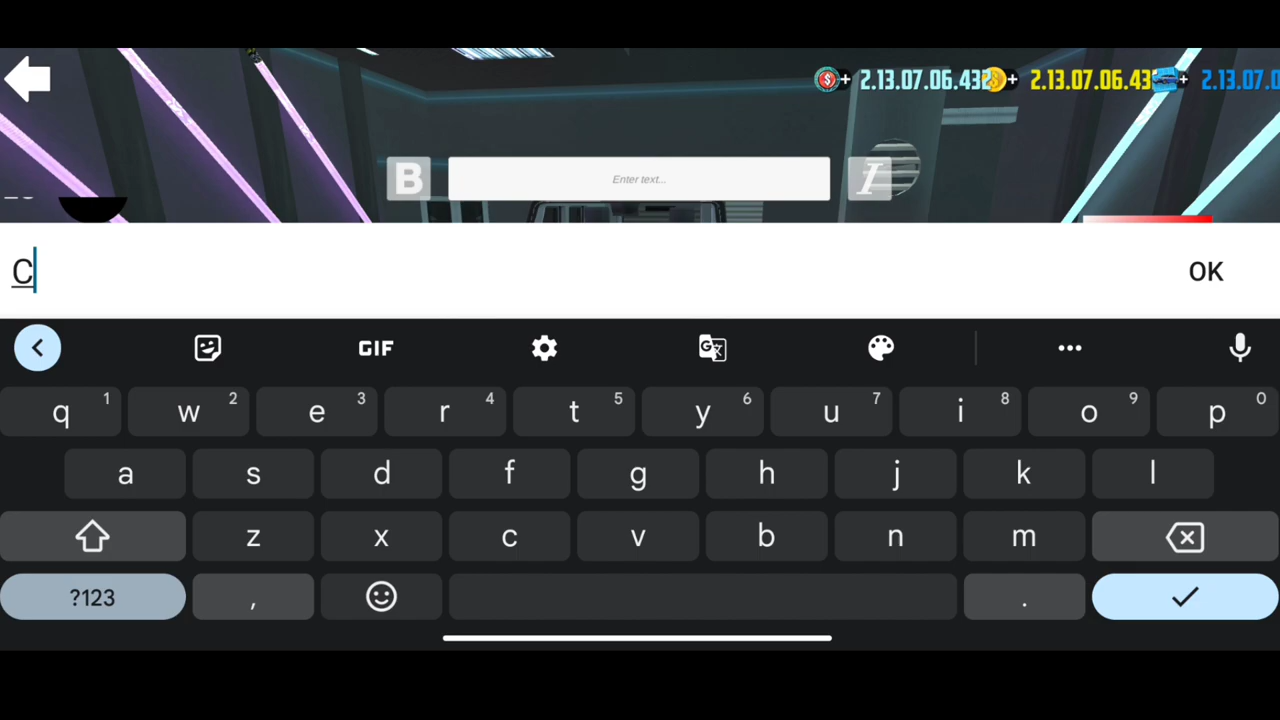 + 2.13.07.06.432 + 2.13.07.06.43 + 2.13.07.0
B Enter text... I
C OK
GIF G ...
q 1 w 2 e 3 r 4 t 5 y 6 u 7 i 8 o 9 p 0
a s d f g h j k l
z x c v b n m
?123 , .